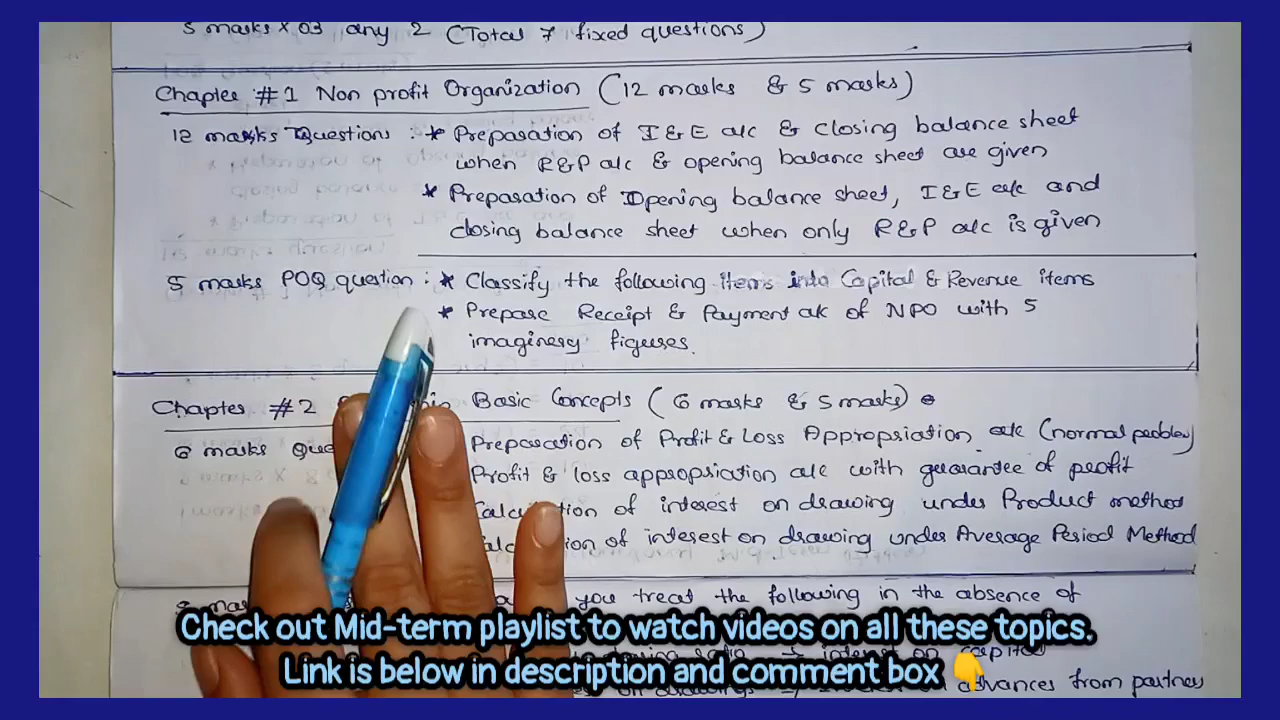 5 marks x 03 any 2 (Total 7 fixed questions)
Chapter #1 Non profit Organization (12 marks & 5 marks)
12 marks Questions : * Preparation of I & E a/c & closing balance sheet
when R&P a/c & opening balance sheet are given
* Preparation of Opening balance sheet, I & E a/c and
closing balance sheet when only R&P a/c is given
5 marks POQ question : * Classify the following items into Capital & Revenue items
* Prepare Receipt & Payment a/c of NPO with 5
imaginery figures.
Chapter #2 Basic Concepts (6 marks & 5 marks)
6 marks Preparation of Profit & Loss Appropriation a/c (normal problem)
Profit & loss appropriation a/c with guarantee of profit
of interest on drawing under Product method
of interest on drawing under Average Period Method
you treat the following in the absence of
Check out Mid-term playlist to watch videos on all these topics.
Link is below in description and comment box 👇
advances from partners